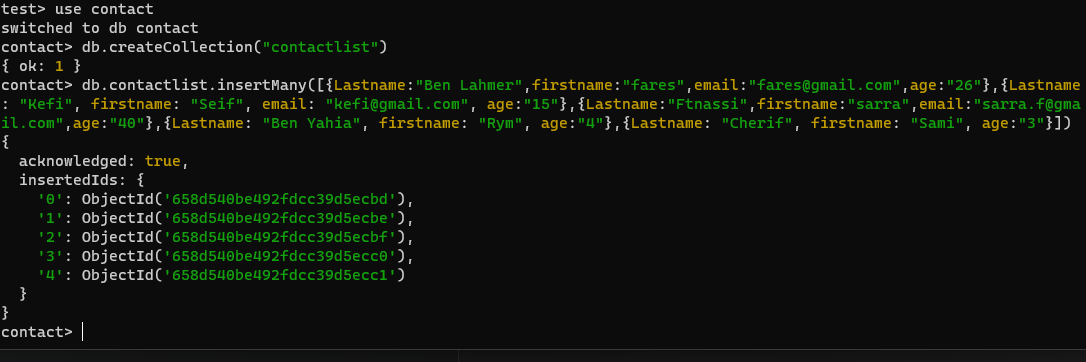 test> use contact
switched to db contact
contact> db.createCollection("contactlist")
{ ok: 1 }
contact> db.contactlist.insertMany([{Lastname:"Ben Lahmer",firstname:"fares",email:"fares@gmail.com",age:"26"},{Lastname
: "Kefi", firstname: "Seif", email: "kefi@gmail.com", age:"15"},{Lastname:"Ftnassi",firstname:"sarra",email:"sarra.f@gma
il.com",age:"40"},{Lastname: "Ben Yahia", firstname: "Rym", age:"4"},{Lastname: "Cherif", firstname: "Sami", age:"3"}])
{
  acknowledged: true,
  insertedIds: {
    '0': ObjectId('658d540be492fdcc39d5ecbd'),
    '1': ObjectId('658d540be492fdcc39d5ecbe'),
    '2': ObjectId('658d540be492fdcc39d5ecbf'),
    '3': ObjectId('658d540be492fdcc39d5ecc0'),
    '4': ObjectId('658d540be492fdcc39d5ecc1')
  }
}
contact>